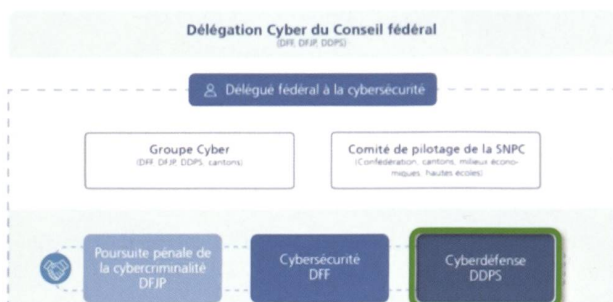 Délégation Cyber du Conseil fédéral
(DFF, DFJP, DDPS)
Délégué fédéral à la cybersécurité
Groupe Cyber
(DFF, DFJP, DDPS, cantons)
Comité de pilotage de la SNPC
(Confédération, cantons, milieux écono-
miques, hautes écoles)
Poursuite pénale de
la cybercriminalité
DFJP
Cybersécurité
DFF
Cyberdéfense
DDPS